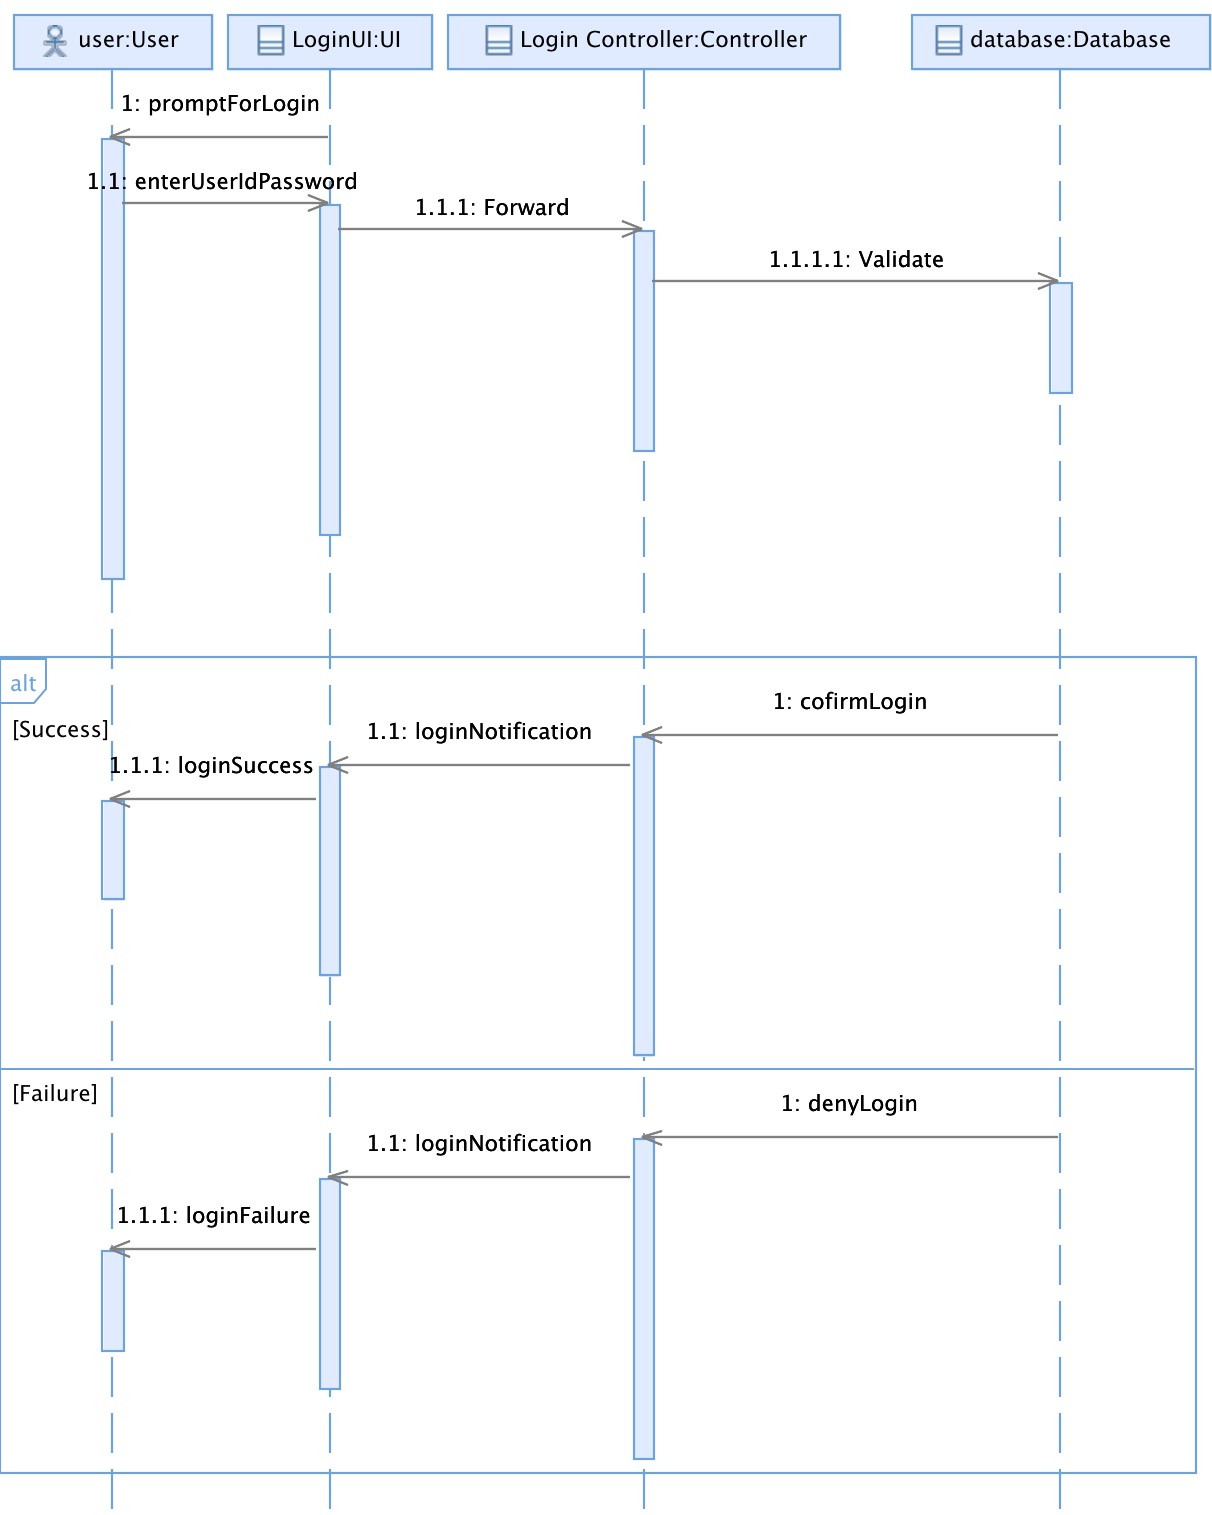 user:User
LoginUI:UI
Login Controller:Controller
database:Database
1: promptForLogin
1.1: enterUserIdPassword
1.1.1: Forward
1.1.1.1: Validate
alt
[Success]
1: cofirmLogin
1.1: loginNotification
1.1.1: loginSuccess
[Failure]
1: denyLogin
1.1: loginNotification
1.1.1: loginFailure